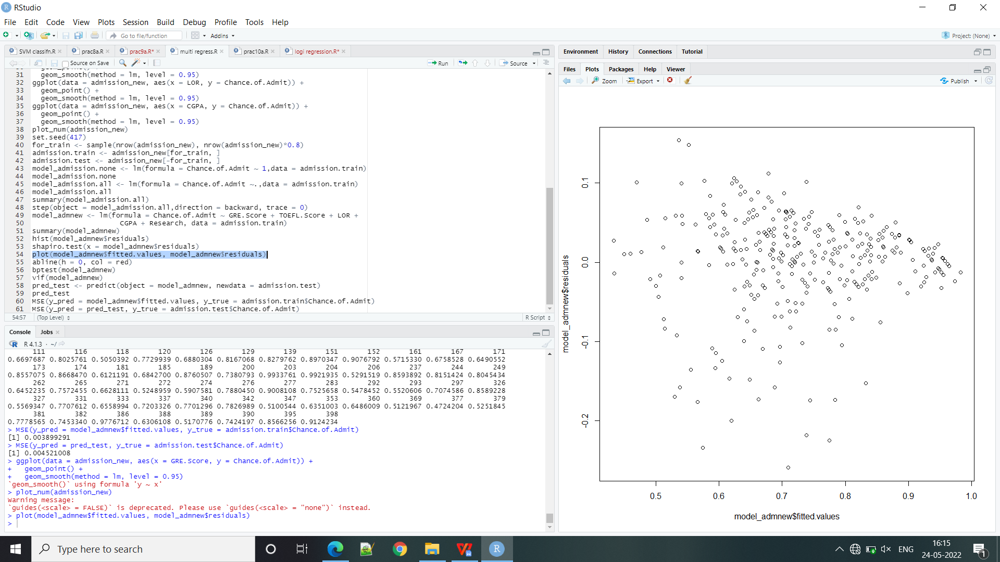 RStudio
File Edit Code View Plots Session Build Debug Profile Tools Help
Go to file/function Addins Project: (None)
SVM classifn.R prac8a.R prac9a.R* multi regress.R prac10a.R logi regression.R*
Source on Save Run Source
31 geom_smooth(method = lm, level = 0.95)
32 ggplot(data = admission_new, aes(x = LOR, y = Chance.of.Admit)) +
33 geom_point() +
34 geom_smooth(method = lm, level = 0.95)
35 ggplot(data = admission_new, aes(x = CGPA, y = Chance.of.Admit)) +
36 geom_point() +
37 geom_smooth(method = lm, level = 0.95)
38 plot_num(admission_new)
39 set.seed(417)
40 for_train <- sample(nrow(admission_new), nrow(admission_new)*0.8)
41 admission.train <- admission_new[for_train, ]
42 admission.test <- admission_new[-for_train, ]
43 model_admission.none <- lm(formula = Chance.of.Admit ~ 1,data = admission.train)
44 model_admission.none
45 model_admission.all <- lm(formula = Chance.of.Admit ~.,data = admission.train)
46 model_admission.all
47 summary(model_admission.all)
48 step(object = model_admission.all,direction = backward, trace = 0)
49 model_admnew <- lm(formula = Chance.of.Admit ~ GRE.Score + TOEFL.Score + LOR +
50 CGPA + Research, data = admission.train)
51 summary(model_admnew)
52 hist(model_admnew$residuals)
53 shapiro.test(x = model_admnew$residuals)
54 plot(model_admnew$fitted.values, model_admnew$residuals)
55 abline(h = 0, col = red)
56 bptest(model_admnew)
57 vif(model_admnew)
58 pred_test <- predict(object = model_admnew, newdata = admission.test)
59 pred_test
60 MSE(y_pred = model_admnew$fitted.values, y_true = admission.train$Chance.of.Admit)
61 MSE(y_pred = pred_test, y_true = admission.test$Chance.of.Admit)
54:57 (Top Level) R Script
Console Jobs
R 4.1.3 · ~/
111 116 118 120 126 129 139 151 152 161 167 171
0.6697687 0.8025761 0.5050392 0.7729939 0.6880304 0.8167068 0.8279762 0.8970347 0.9076792 0.5715330 0.6758528 0.6490552
173 174 181 185 189 200 203 204 206 237 244 249
0.8557075 0.8668470 0.6121191 0.6842700 0.8760507 0.7380793 0.9933761 0.9921935 0.5291519 0.8593892 0.8151424 0.8045434
262 265 271 272 274 276 277 283 292 293 297 326
0.6452235 0.7572455 0.6628111 0.5248959 0.5907581 0.7880450 0.9008108 0.7525658 0.5478452 0.5520606 0.7074586 0.8589228
327 331 333 337 340 342 347 353 360 369 377 379
0.5569347 0.7707612 0.6558994 0.7203326 0.7701296 0.7826989 0.5100544 0.6351003 0.6486009 0.5121967 0.4724204 0.5251845
381 382 386 388 389 390 395 398
0.7778565 0.7453340 0.9776712 0.6306108 0.5170776 0.7424197 0.8566256 0.9124234
> MSE(y_pred = model_admnew$fitted.values, y_true = admission.train$Chance.of.Admit)
[1] 0.003899291
> MSE(y_pred = pred_test, y_true = admission.test$Chance.of.Admit)
[1] 0.004521008
> ggplot(data = admission_new, aes(x = GRE.Score, y = Chance.of.Admit)) +
+ geom_point() +
+ geom_smooth(method = lm, level = 0.95)
`geom_smooth()` using formula 'y ~ x'
> plot_num(admission_new)
Warning message:
`guides(<scale> = FALSE)` is deprecated. Please use `guides(<scale> = "none")` instead.
> plot(model_admnew$fitted.values, model_admnew$residuals)
>
Environment History Connections Tutorial
Files Plots Packages Help Viewer
Zoom Export Publish
model_admnew$residuals
0.1
0.0
-0.1
-0.2
0.5 0.6 0.7 0.8 0.9 1.0
model_admnew$fitted.values
Type here to search
ENG
16:15
24-05-2022
1